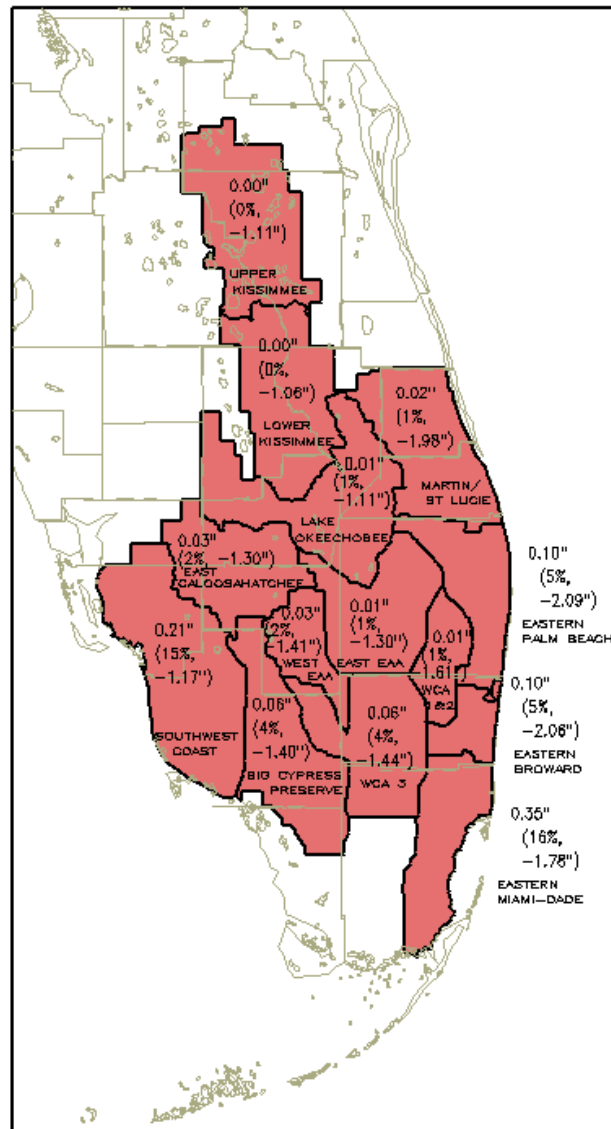 0.00"
(0%,
-1.11")
UPPER
KISSIMMEE
0.00"
(0%,
-1.06")
LOWER
KISSIMMEE
0.02"
(1%,
-1.98")
MARTIN/
ST LUCIE
0.01"
(1%,
-1.11")
LAKE
OKEECHOBEE
0.03"
(2%, -1.30")
EAST
CALOOSAHATCHEE
0.10"
(5%,
-2.09")
EASTERN
PALM BEACH
0.21"
(15%,
-1.17")
SOUTHWEST
COAST
0.03"
(2%,
-1.41")
WEST
EAA
0.01"
(1%,
-1.30")
EAST EAA
0.01"
(1%,
-1.61")
WCA
1&2
0.06"
(4%,
-1.40")
BIG CYPRESS
PRESERVE
0.06"
(4%,
-1.44")
WCA 3
0.10"
(5%,
-2.06")
EASTERN
BROWARD
0.35"
(16%,
-1.78")
EASTERN
MIAMI-DADE